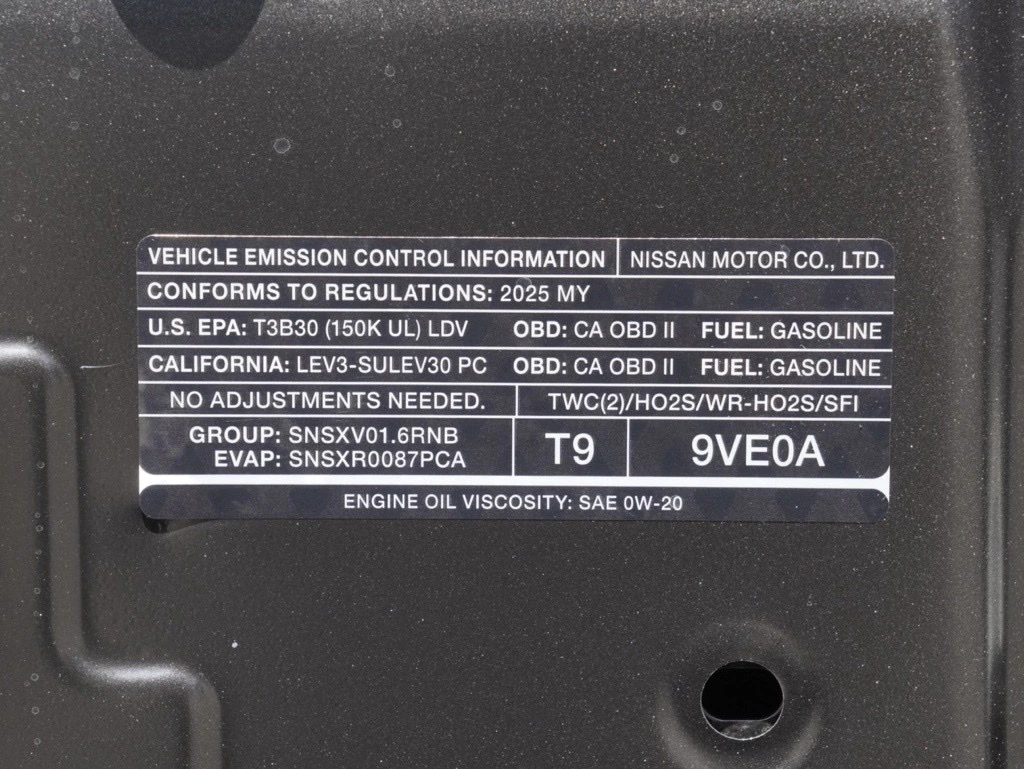 VEHICLE EMISSION CONTROL INFORMATION NISSAN MOTOR CO., LTD.
CONFORMS TO REGULATIONS: 2025 MY
U.S. EPA: T3B30 (150K UL) LDV OBD: CA OBD II FUEL: GASOLINE
CALIFORNIA: LEV3-SULEV30 PC OBD: CA OBD II FUEL: GASOLINE
NO ADJUSTMENTS NEEDED. TWC(2)/HO2S/WR-HO2S/SFI
GROUP: SNSXV01.6RNB
EVAP: SNSXR0087PCA
T9 9VE0A
ENGINE OIL VISCOSITY: SAE 0W-20